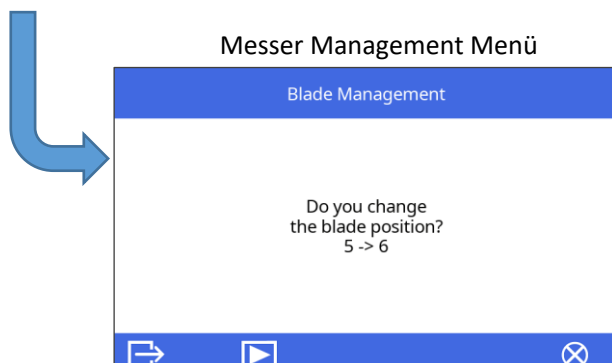 Messer Management Menü
Blade Management
Do you change
the blade position?
5 -> 6